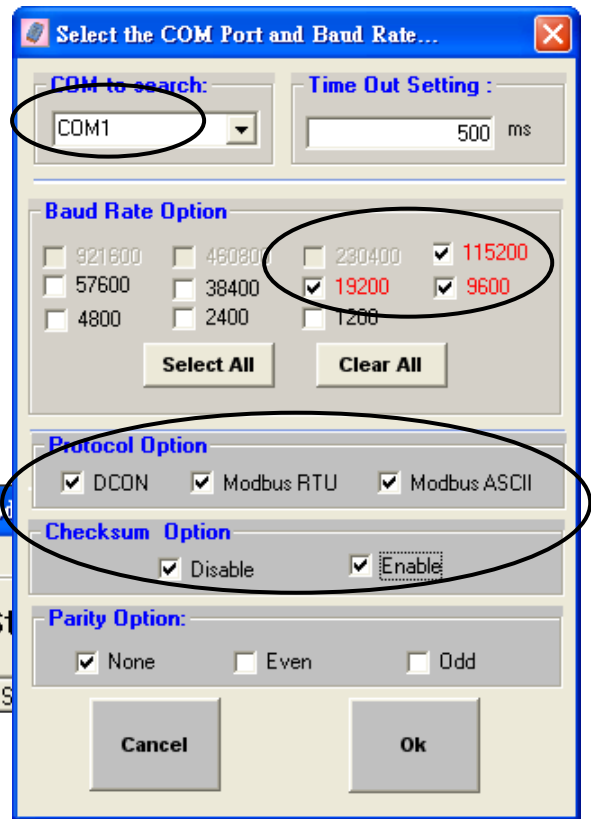 Select the COM Port and Baud Rate...
COM to search:
Time Out Setting :
COM1
500 ms
Baud Rate Option
921600 460800 230400 115200
57600 38400 19200 9600
4800 2400 1200
Select All Clear All
Protocol Option
DCON Modbus RTU Modbus ASCII
Checksum Option
Disable Enable
Parity Option:
None Even Odd
Cancel Ok